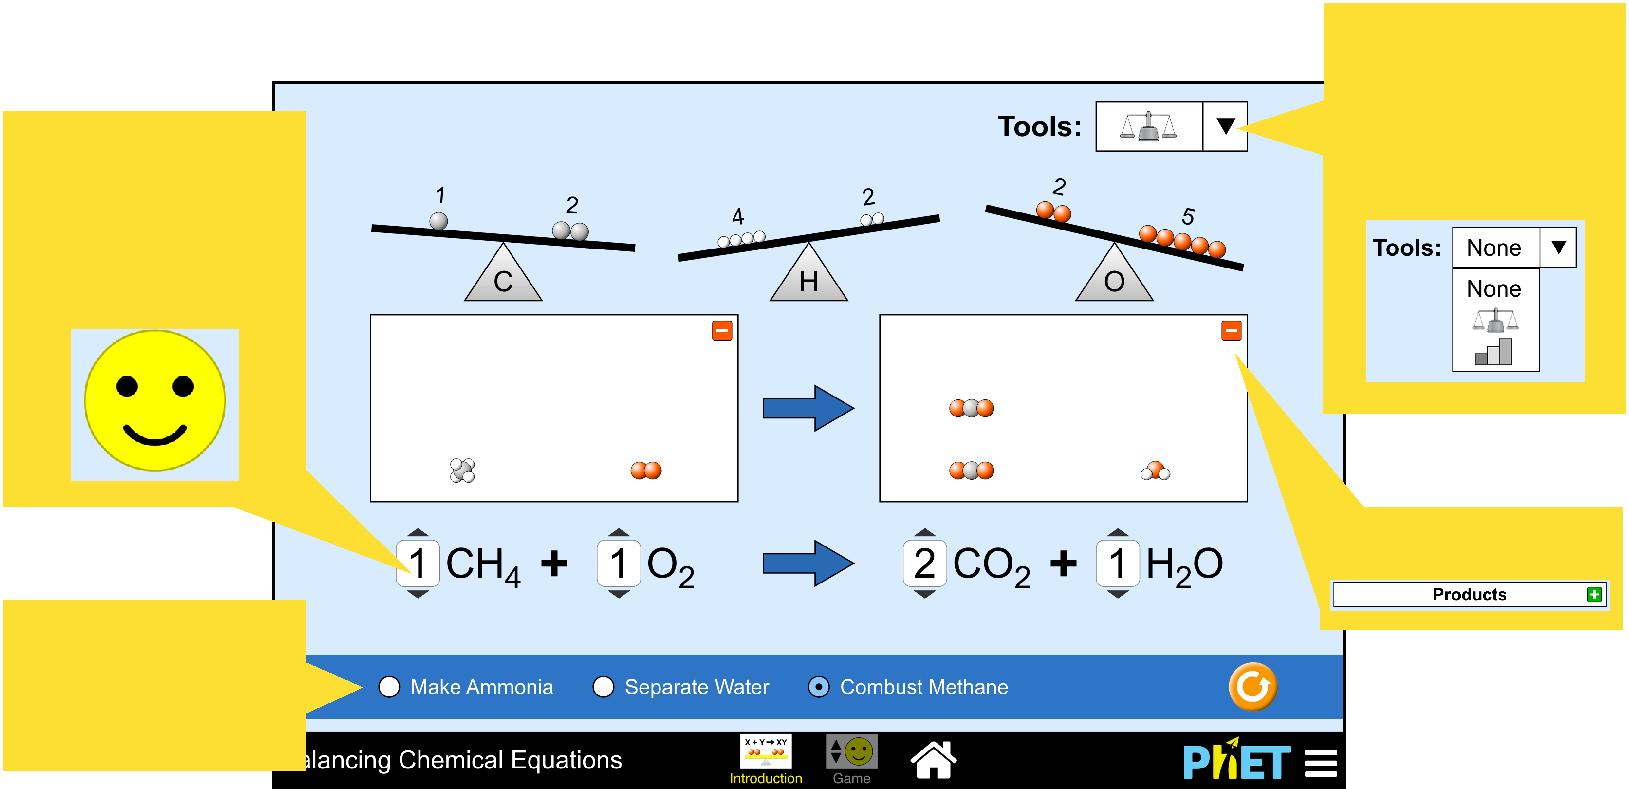 Tools:
1 2 4 2 2 5
C H O
Tools: None
None
1 CH₄ + 1 O₂ 2 CO₂ + 1 H₂O
Products
Make Ammonia Separate Water Combust Methane
X + Y → XY
alancing Chemical Equations
Introduction Game
PhET